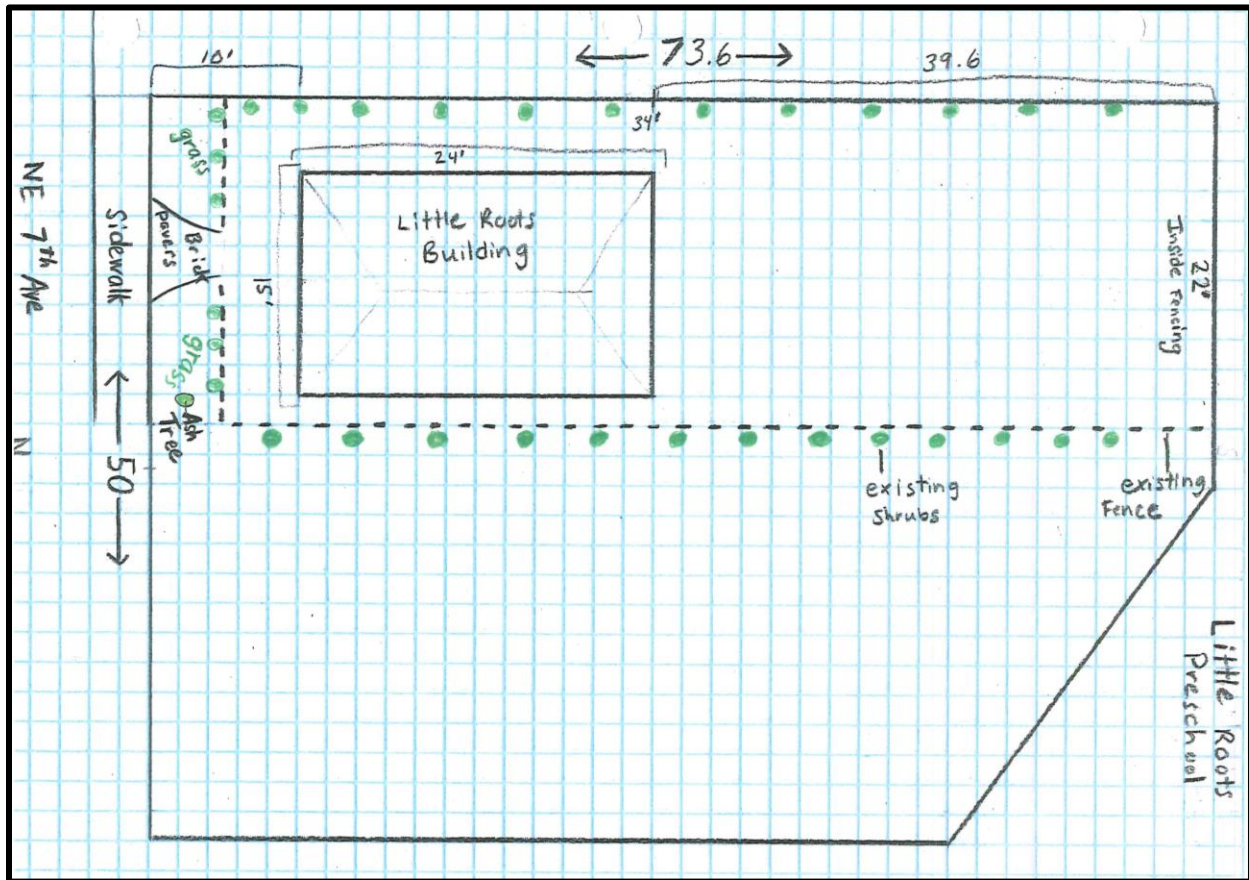 10'
← 73.6 →
39.6
34'
24'
Little Roots
Building
15'
grass
Brick
pavers
grass
Ash
Tree
Sidewalk
NE 7th Ave
← 50 →
N
22'
Inside Fencing
existing
Shrubs
existing
Fence
Little Roots
Preschool